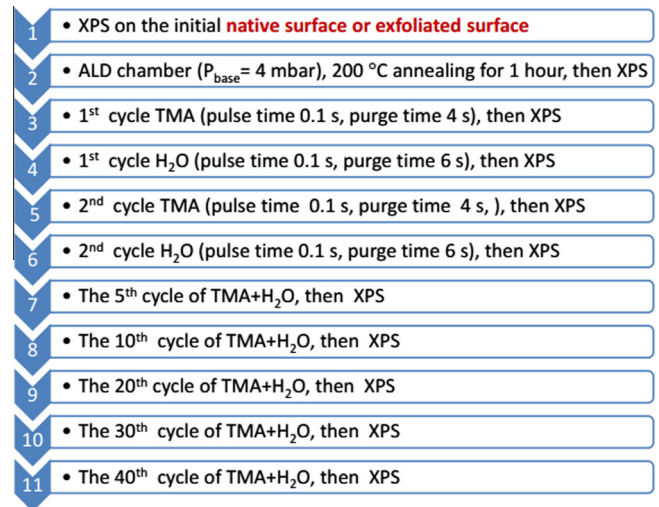 1 • XPS on the initial native surface or exfoliated surface
2 • ALD chamber (P_base= 4 mbar), 200 °C annealing for 1 hour, then XPS
3 • 1st cycle TMA (pulse time 0.1 s, purge time 4 s), then XPS
4 • 1st cycle H₂O (pulse time 0.1 s, purge time 6 s), then XPS
5 • 2nd cycle TMA (pulse time 0.1 s, purge time 4 s, ), then XPS
6 • 2nd cycle H₂O (pulse time 0.1 s, purge time 6 s), then XPS
7 • The 5th cycle of TMA+H₂O, then XPS
8 • The 10th cycle of TMA+H₂O, then XPS
9 • The 20th cycle of TMA+H₂O, then XPS
10 • The 30th cycle of TMA+H₂O, then XPS
11 • The 40th cycle of TMA+H₂O, then XPS